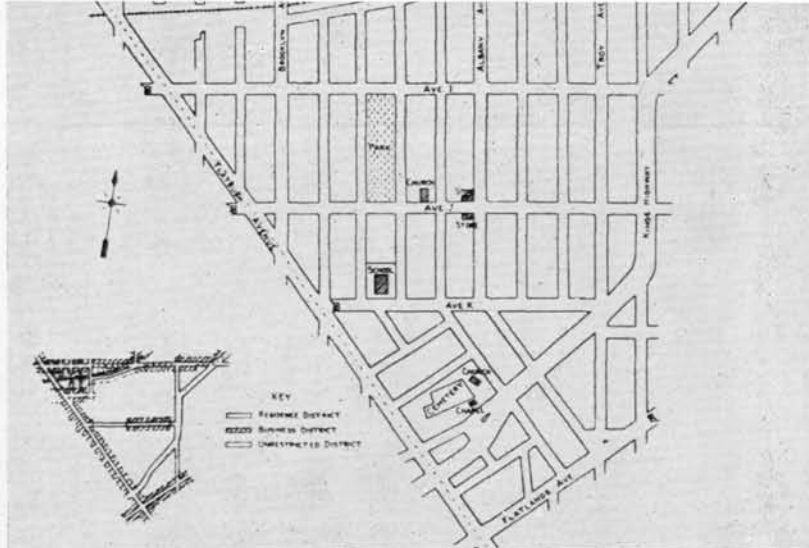 BROOKLYN
ALBANY AV
TROY AVE
AVE I
PARK
CHURCH
AVE J
STORE
KINGS HIGHWAY
AVENUE
SCHOOL
AVE K
CHURCH
CEMETERY
CHAPEL
FLATLANDS AVE
KEY
RESIDENCE DISTRICT
BUSINESS DISTRICT
UNRESTRICTED DISTRICT